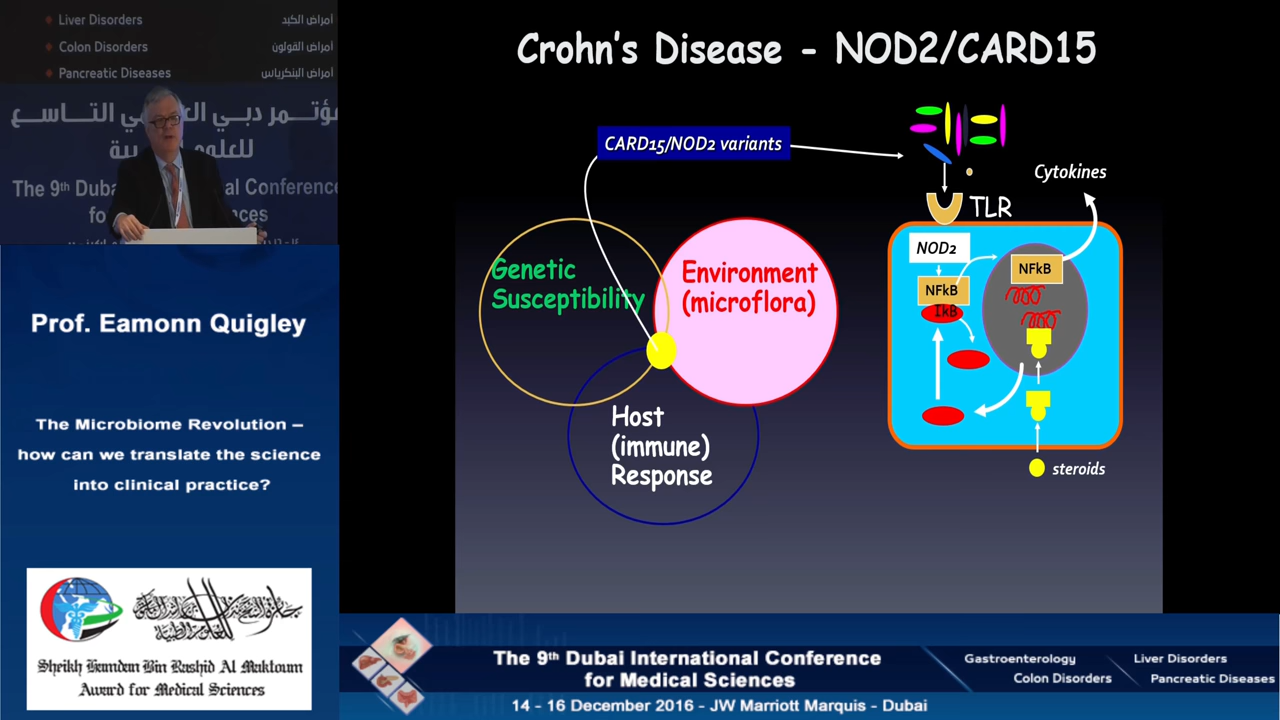 Liver Disorders
أمراض الكبد
Colon Disorders
أمراض القولون
Pancreatic Diseases
أمراض البنكرياس
The 9th Dubai
al Conference
ences
Prof. Eamonn Quigley
The Microbiome Revolution –
how can we translate the science
into clinical practice?
Sheikh Hamdan Bin Rashid Al Maktoum
Award for Medical Sciences
Crohn's Disease - NOD2/CARD15
CARD15/NOD2 variants
Genetic
Susceptibility
Environment
(microflora)
Host
(immune)
Response
Cytokines
TLR
NOD2
NFkB
IkB
NFkB
steroids
The 9th Dubai International Conference
for Medical Sciences
14 - 16 December 2016 - JW Marriott Marquis - Dubai
Gastroenterology
Liver Disorders
Colon Disorders
Pancreatic Diseases